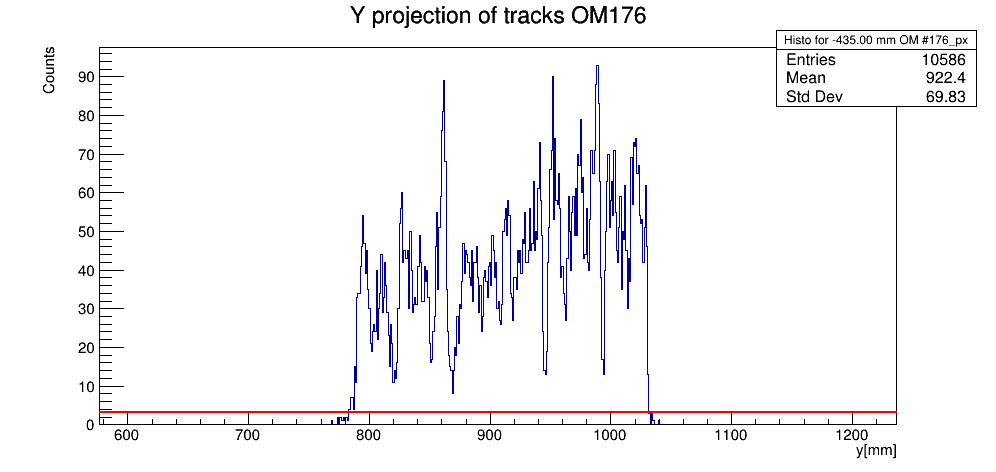 Y projection of tracks OM176
Histo for -435.00 mm OM #176_px
Entries 10586
Mean 922.4
Std Dev 69.83
Counts
90
80
70
60
50
40
30
20
10
0
600 700 800 900 1000 1100 1200
y[mm]